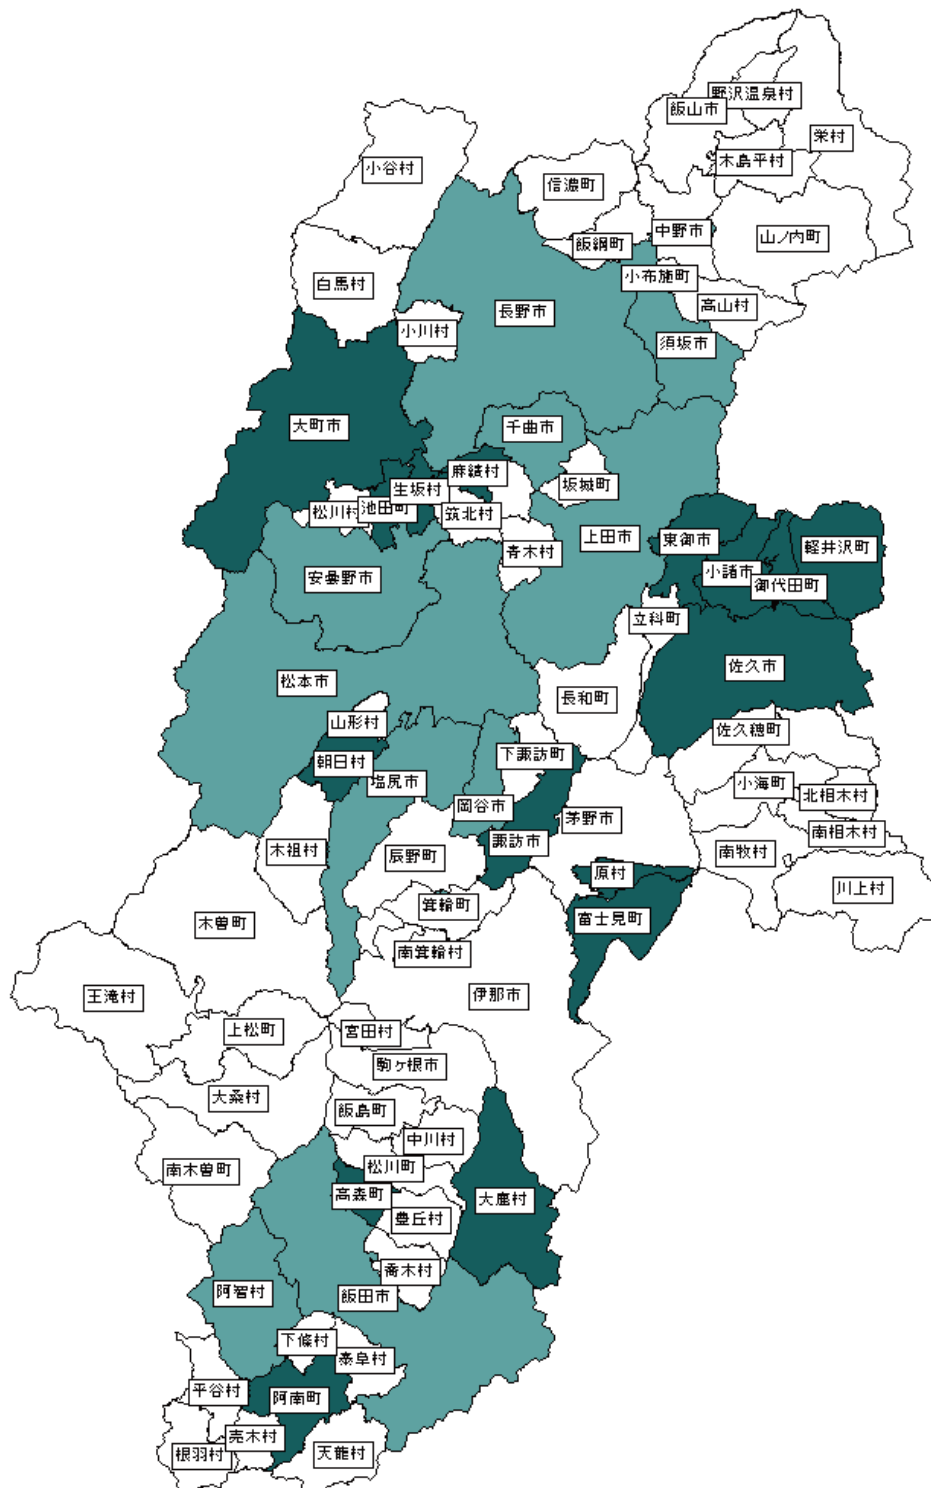 野沢温泉村
飯山市
栄村
木島平村
小谷村
信濃町
中野市
山ノ内町
飯綱町
小布施町
白馬村
高山村
長野市
小川村
須坂市
大町市
千曲市
麻績村
生坂村
坂城町
池田町
松川村
筑北村
上田市
東御市
軽井沢町
青木村
小諸市
安曇野市
御代田町
立科町
佐久市
松本市
長和町
山形村
佐久穂町
下諏訪町
朝日村
塩尻市
小海町
北相木村
岡谷市
茅野市
南相木村
諏訪市
木祖村
辰野町
南牧村
原村
川上村
箕輪町
木曽町
富士見町
南箕輪村
王滝村
伊那市
上松町
宮田村
駒ヶ根市
大桑村
飯島町
中川村
南木曽町
松川町
高森町
大鹿村
豊丘村
喬木村
阿智村
飯田市
下條村
泰阜村
平谷村
阿南町
売木村
根羽村
天龍村